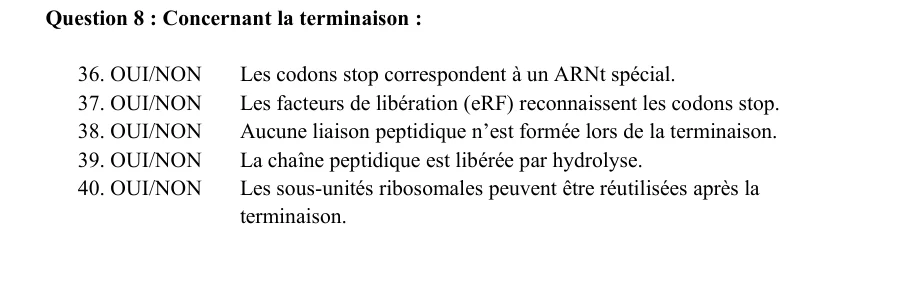 Question 8 : Concernant la terminaison :
36. OUI/NON Les codons stop correspondent à un ARNt spécial.
37. OUI/NON Les facteurs de libération (eRF) reconnaissent les codons stop.
38. OUI/NON Aucune liaison peptidique n'est formée lors de la terminaison.
39. OUI/NON La chaîne peptidique est libérée par hydrolyse.
40. OUI/NON Les sous-unités ribosomales peuvent être réutilisées après la
terminaison.